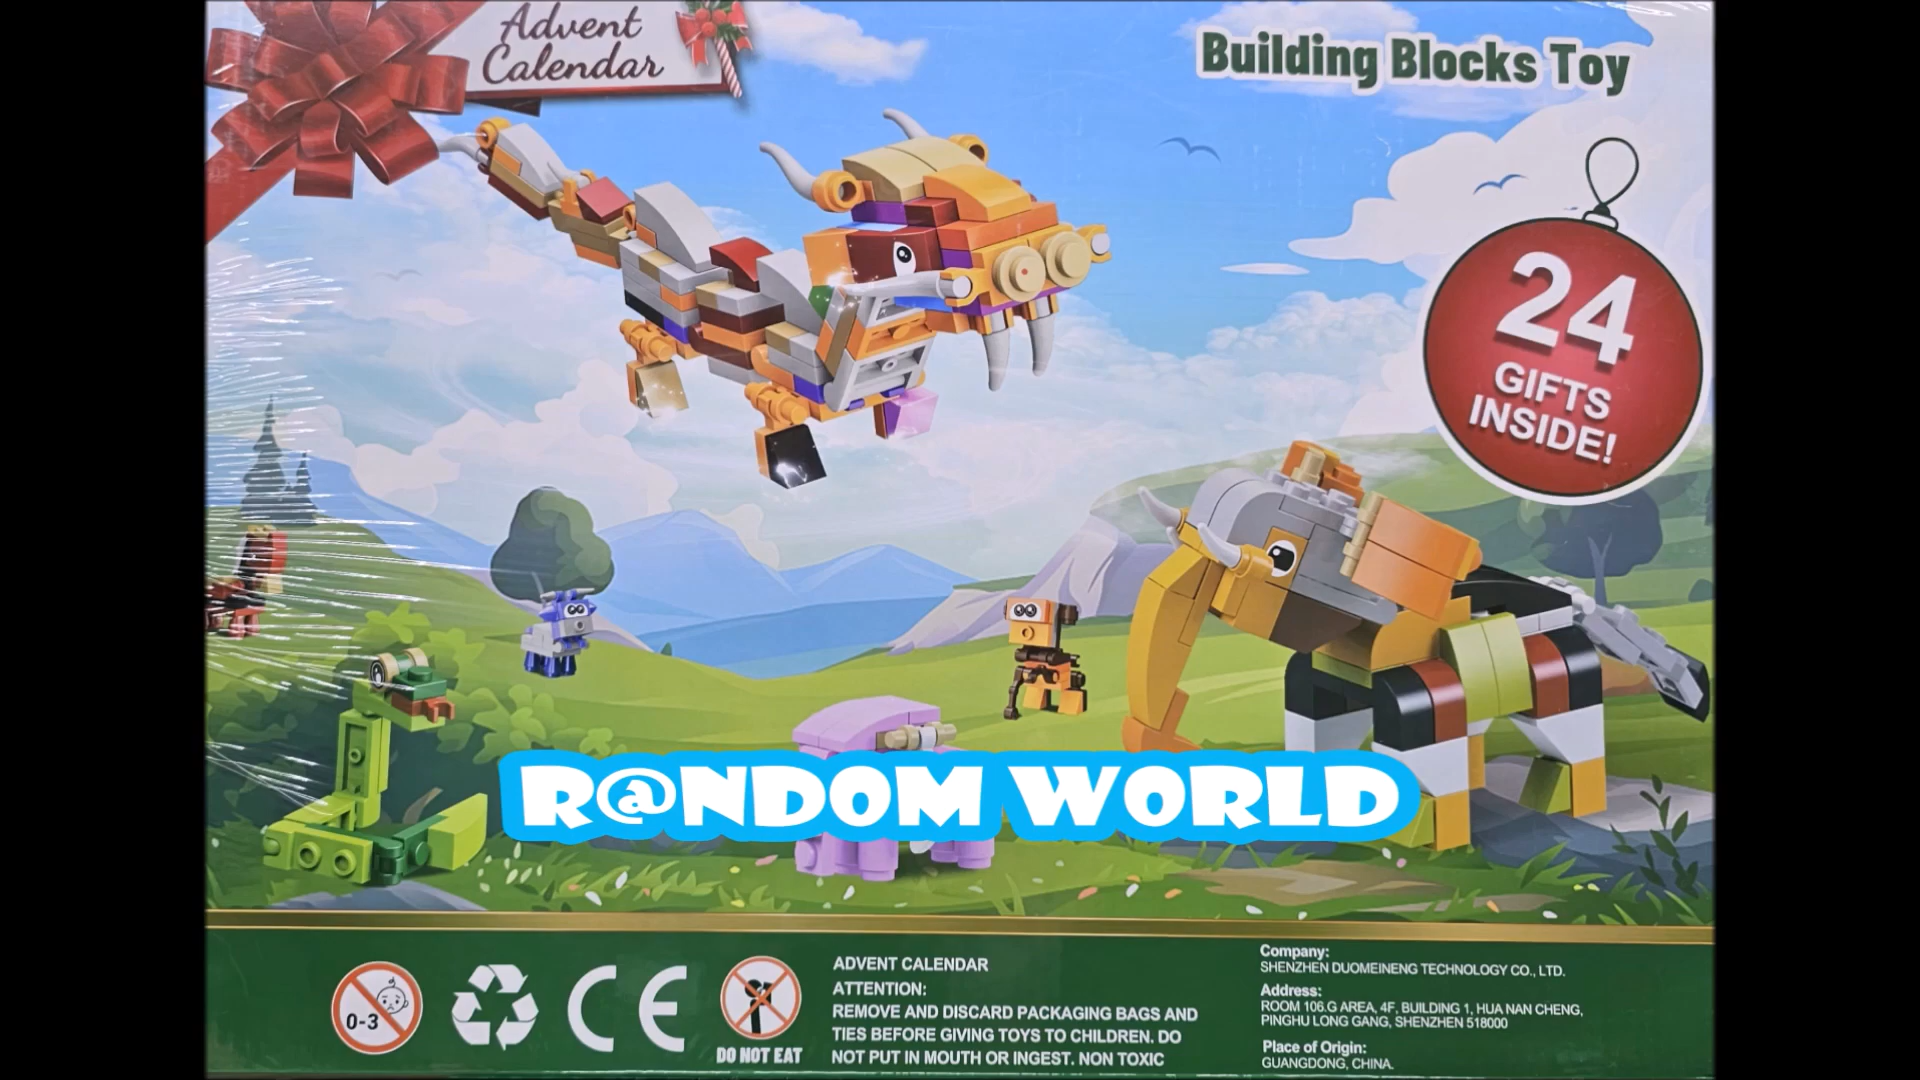 Advent
Calendar
Building Blocks Toy
24
GIFTS
INSIDE!
R@NDOM WORLD
0-3
CE
DO NOT EAT
ADVENT CALENDAR
ATTENTION:
REMOVE AND DISCARD PACKAGING BAGS AND
TIES BEFORE GIVING TOYS TO CHILDREN. DO
NOT PUT IN MOUTH OR INGEST. NON TOXIC
Company:
SHENZHEN DUOMEINENG TECHNOLOGY CO., LTD.
Address:
ROOM 106.G AREA, 4F, BUILDING 1, HUA NAN CHENG,
PINGHU LONG GANG, SHENZHEN 518000
Place of Origin:
GUANGDONG, CHINA.